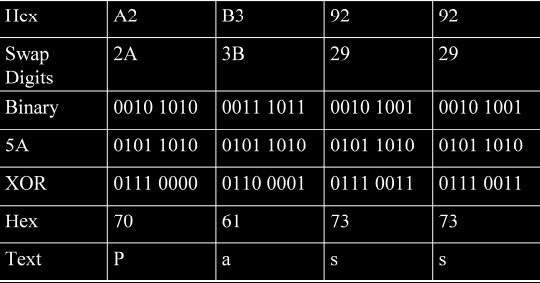 Hex A2 B3 92 92
Swap 2A 3B 29 29
Digits
Binary 0010 1010 0011 1011 0010 1001 0010 1001
5A 0101 1010 0101 1010 0101 1010 0101 1010
XOR 0111 0000 0110 0001 0111 0011 0111 0011
Hex 70 61 73 73
Text P a s s